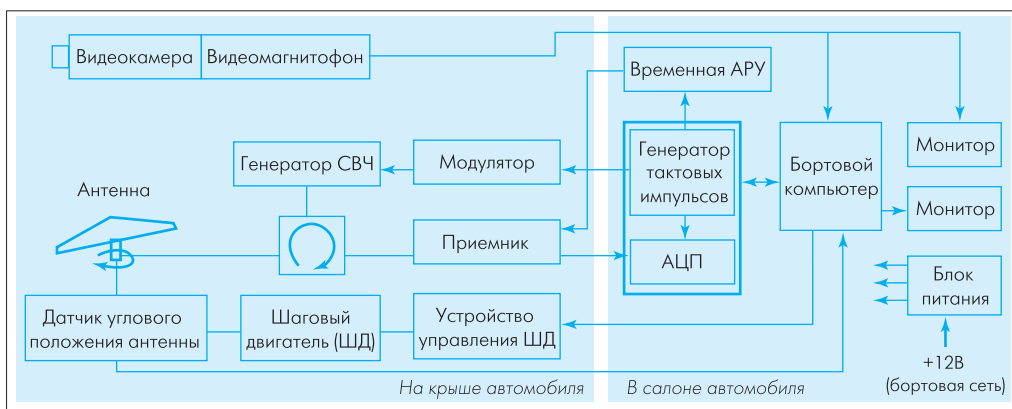 Видеокамера
Видеомагнитофон
Временная АРУ
Генератор СВЧ
Модулятор
Генератор
тактовых
импульсов
Бортовой
компьютер
Монитор
Монитор
Антенна
Приемник
АЦП
Датчик углового
положения антенны
Шаговый
двигатель (ШД)
Устройство
управления ШД
Блок
питания
+12В
(бортовая сеть)
На крыше автомобиля
В салоне автомобиля